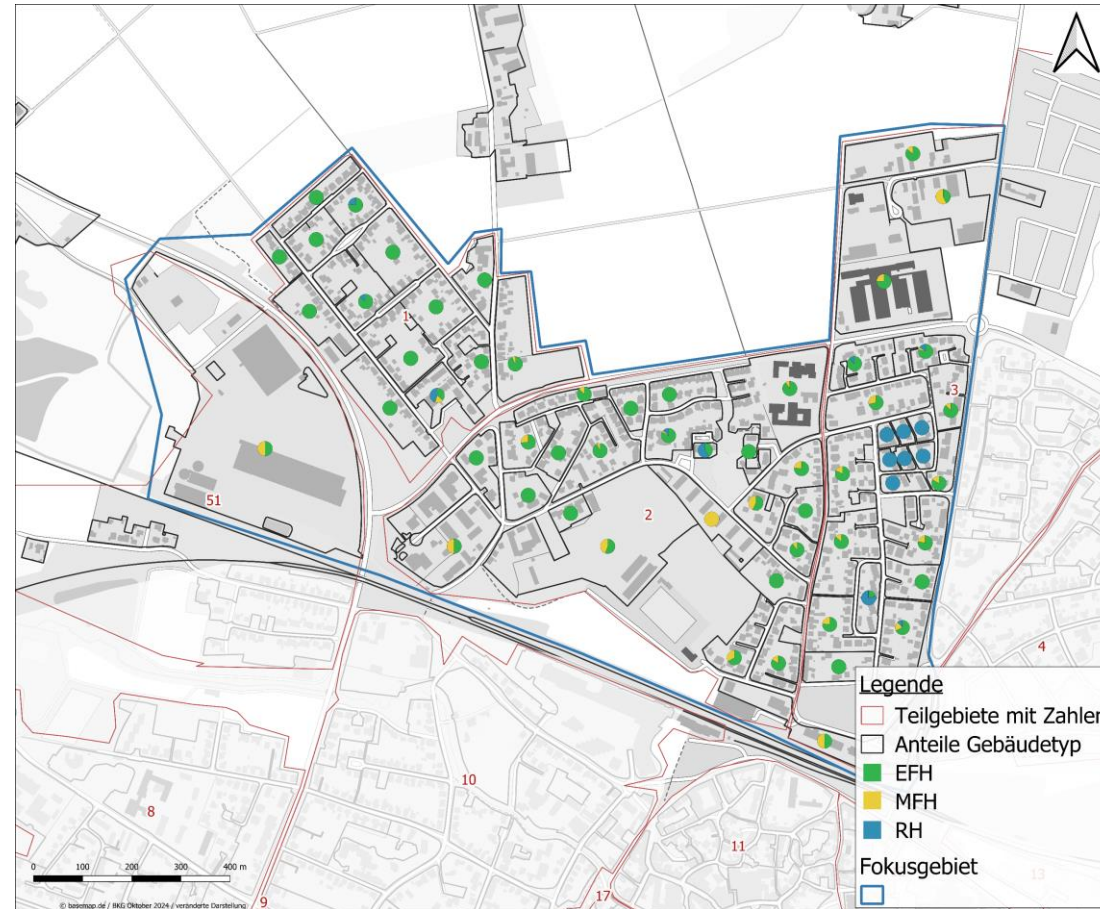 1
3
51
2
4
10
8
11
9
17
13
Legende
Teilgebiete mit Zahlen
Anteile Gebäudetyp
EFH
MFH
RH
Fokusgebiet
0 100 200 300 400 m
© basemap.de / BKG Oktober 2024 / veränderte Darstellung